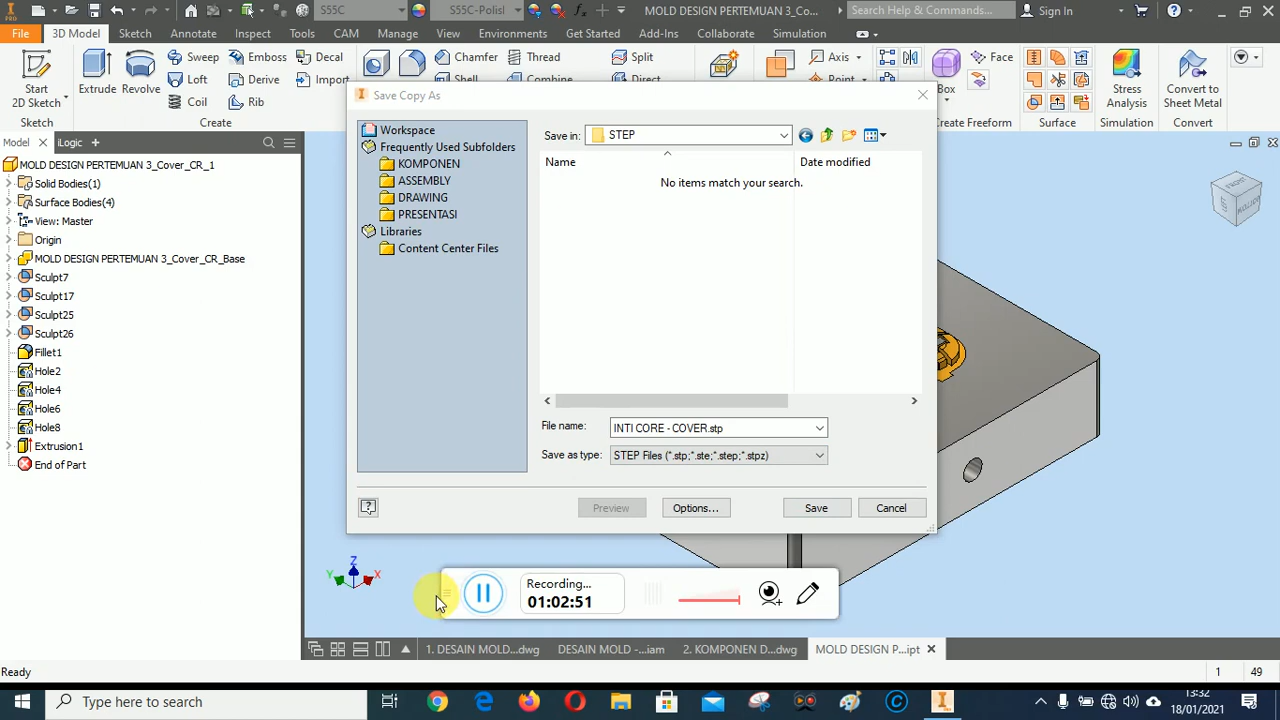 PRO
S55C
S55C-Polisl
MOLD DESIGN PERTEMUAN 3_Co...
Search Help & Commands...
Sign In
File
3D Model
Sketch
Annotate
Inspect
Tools
CAM
Manage
View
Environments
Get Started
Add-Ins
Collaborate
Simulation
Start
2D Sketch
Sketch
Extrude
Revolve
Sweep
Loft
Coil
Emboss
Derive
Rib
Decal
Import
Create
Chamfer
Thread
Combine
Split
Direct
Axis
Point
Box
Face
Create Freeform
Surface
Stress
Analysis
Simulation
Convert to
Sheet Metal
Convert
Model
iLogic
MOLD DESIGN PERTEMUAN 3_Cover_CR_1
Solid Bodies(1)
Surface Bodies(4)
View: Master
Origin
MOLD DESIGN PERTEMUAN 3_Cover_CR_Base
Sculpt7
Sculpt17
Sculpt25
Sculpt26
Fillet1
Hole2
Hole4
Hole6
Hole8
Extrusion1
End of Part
Save Copy As
Workspace
Frequently Used Subfolders
KOMPONEN
ASSEMBLY
DRAWING
PRESENTASI
Libraries
Content Center Files
Save in:
STEP
Name
Date modified
No items match your search.
File name:
INTI CORE - COVER.stp
Save as type:
STEP Files (*.stp;*.ste;*.step;*.stpz)
Preview
Options...
Save
Cancel
FRONT
Z
Y
X
Recording...
01:02:51
1. DESAIN MOLD...dwg
DESAIN MOLD -...iam
2. KOMPONEN D...dwg
MOLD DESIGN P...ipt
Ready
1
49
Type here to search
13:32
18/01/2021